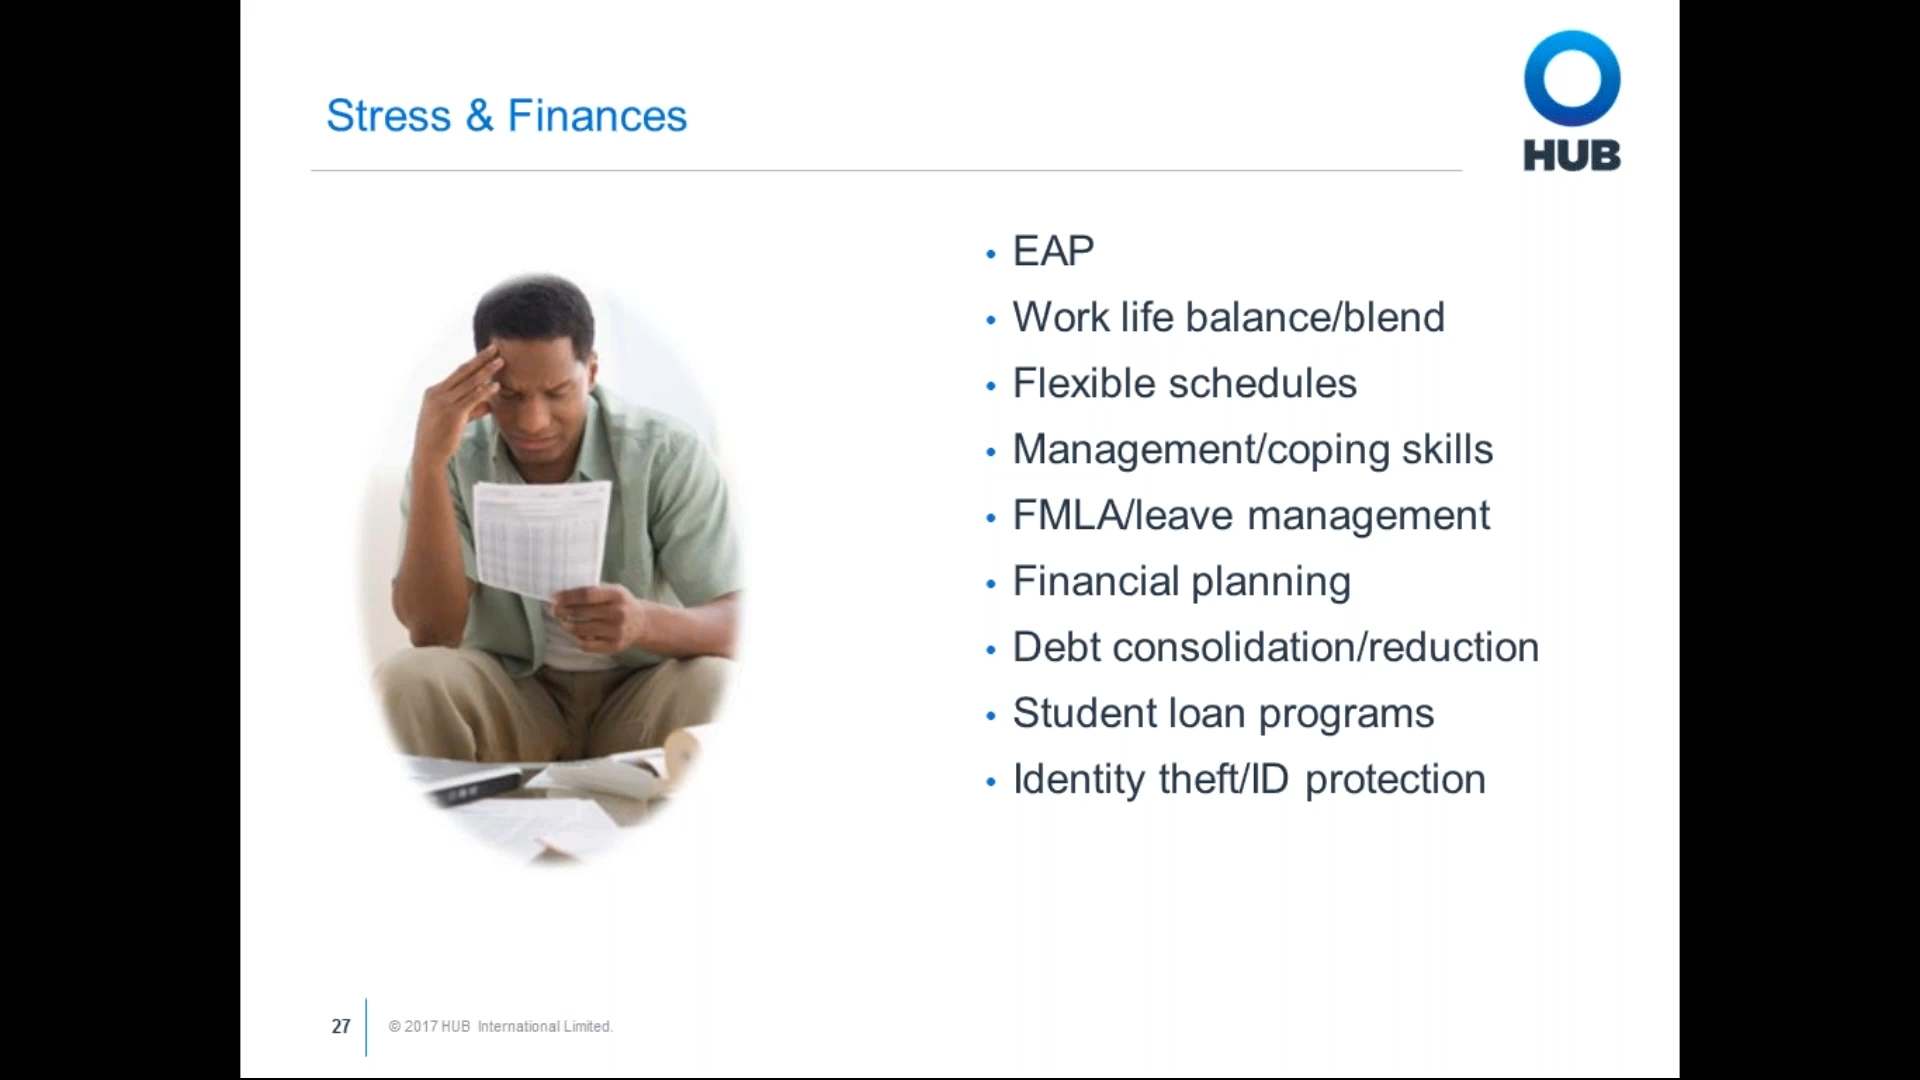 Stress & Finances
HUB
• EAP
• Work life balance/blend
• Flexible schedules
• Management/coping skills
• FMLA/leave management
• Financial planning
• Debt consolidation/reduction
• Student loan programs
• Identity theft/ID protection
27
© 2017 HUB International Limited.